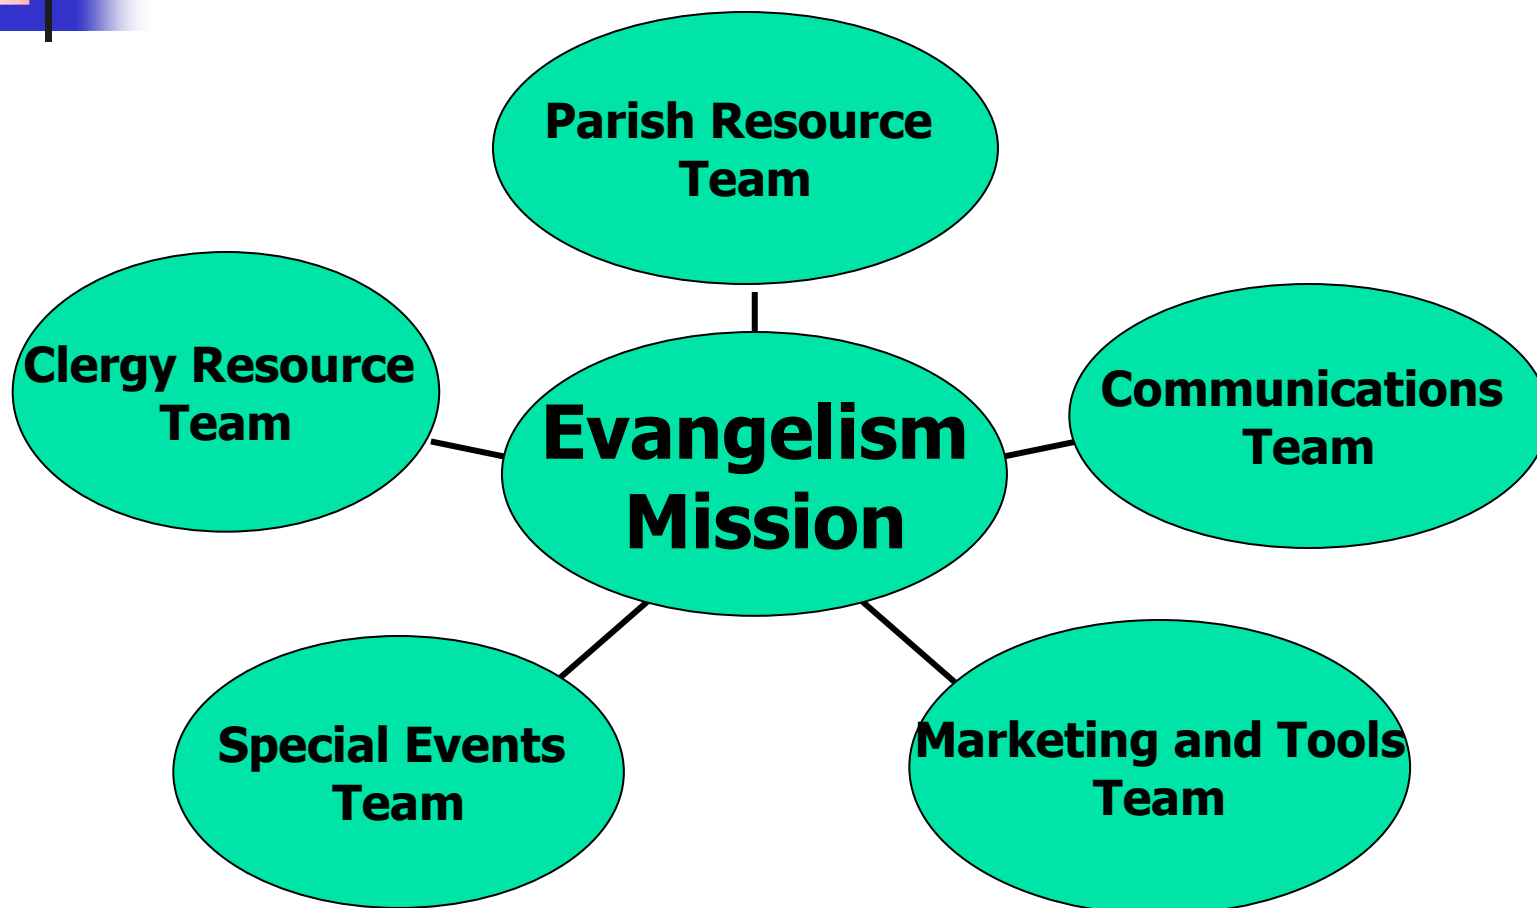 Parish Resource
Team
Clergy Resource
Team
Communications
Team
Evangelism
Mission
Special Events
Team
Marketing and Tools
Team